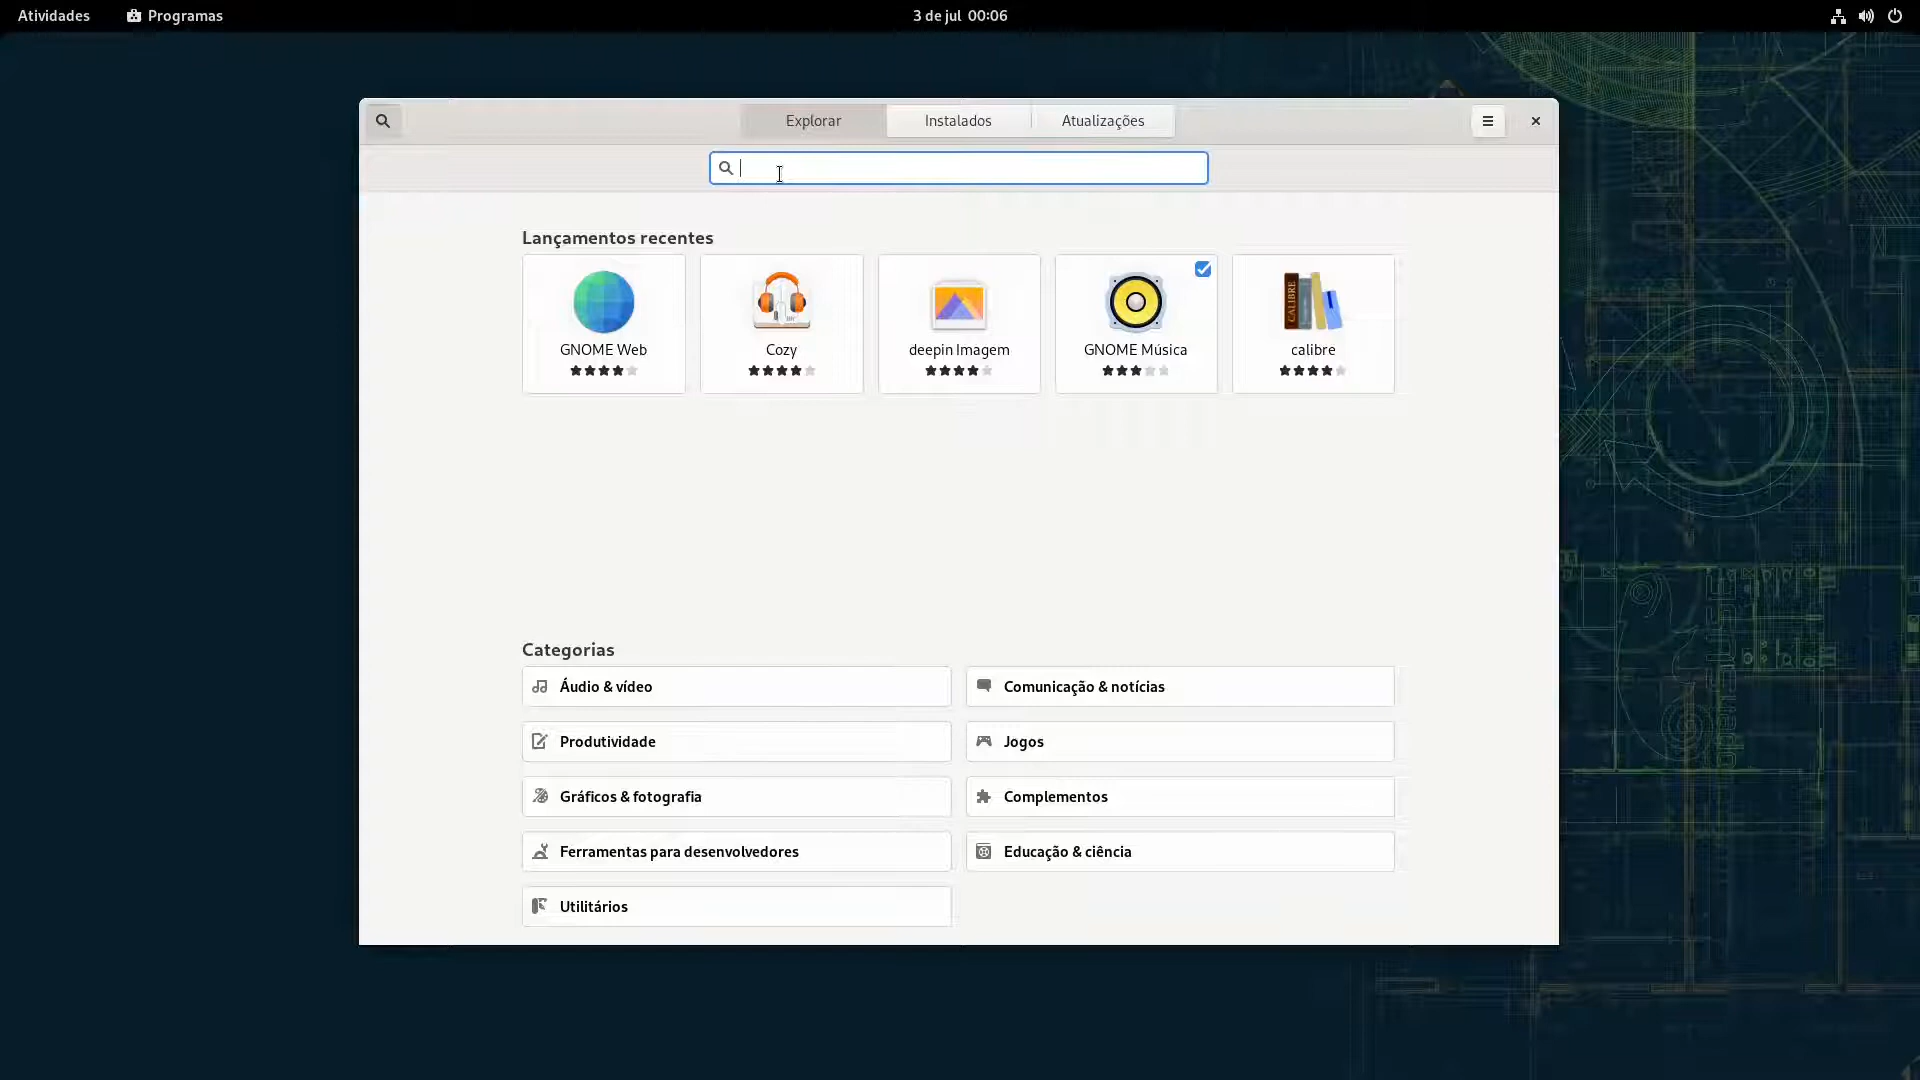 Atividades Programas 3 de jul 00:06
Explorar Instalados Atualizações
Lançamentos recentes
GNOME Web Cozy deepin Imagem GNOME Música calibre
CALIBRE
Categorias
Áudio & vídeo Comunicação & notícias
Produtividade Jogos
Gráficos & fotografia Complementos
Ferramentas para desenvolvedores Educação & ciência
Utilitários